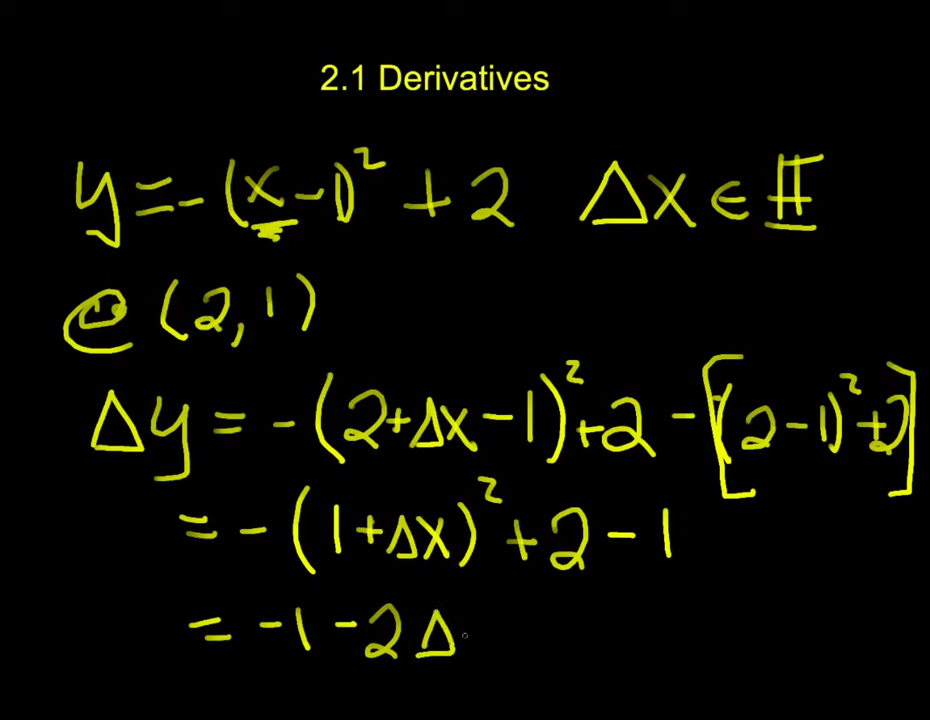 2.1 Derivatives
y = - (x - 1)² + 2 Δx ∈ II
@ (2, 1)
Δy = - (2 + Δx - 1)² + 2 - [-(2 - 1)² + 2]
= - (1 + Δx)² + 2 - 1
= -1 - 2Δ